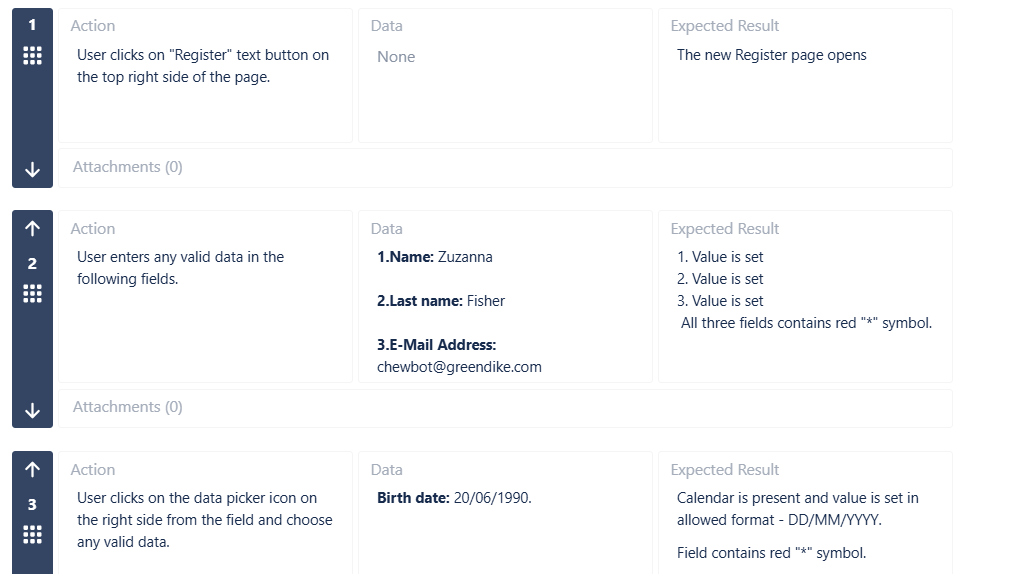 1
Action
User clicks on "Register" text button on
the top right side of the page.
Data
None
Expected Result
The new Register page opens
Attachments (0)
2
Action
User enters any valid data in the
following fields.
Data
1.Name: Zuzanna
2.Last name: Fisher
3.E-Mail Address:
chewbot@greendike.com
Expected Result
1. Value is set
2. Value is set
3. Value is set
All three fields contains red "*" symbol.
Attachments (0)
3
Action
User clicks on the data picker icon on
the right side from the field and choose
any valid data.
Data
Birth date: 20/06/1990.
Expected Result
Calendar is present and value is set in
allowed format - DD/MM/YYYY.
Field contains red "*" symbol.